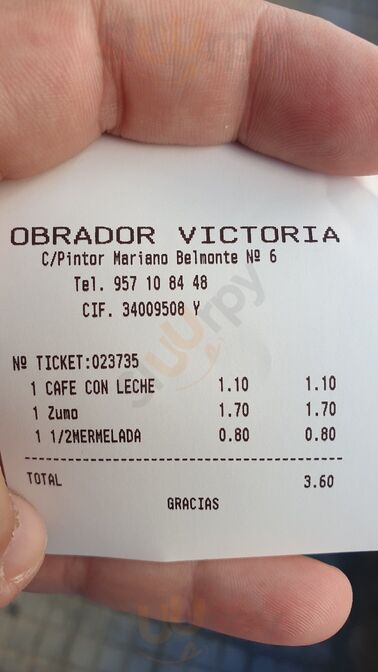 OBRADOR VICTORIA
C/Pintor Mariano Belmonte Nº 6
Tel. 957 10 84 48
CIF. 34009508 Y
Nº TICKET:023735
1 CAFE CON LECHE 1.10 1.10
1 Zumo 1.70 1.70
1 1/2MERMELADA 0.80 0.80
TOTAL 3.60
GRACIAS
sluurpy